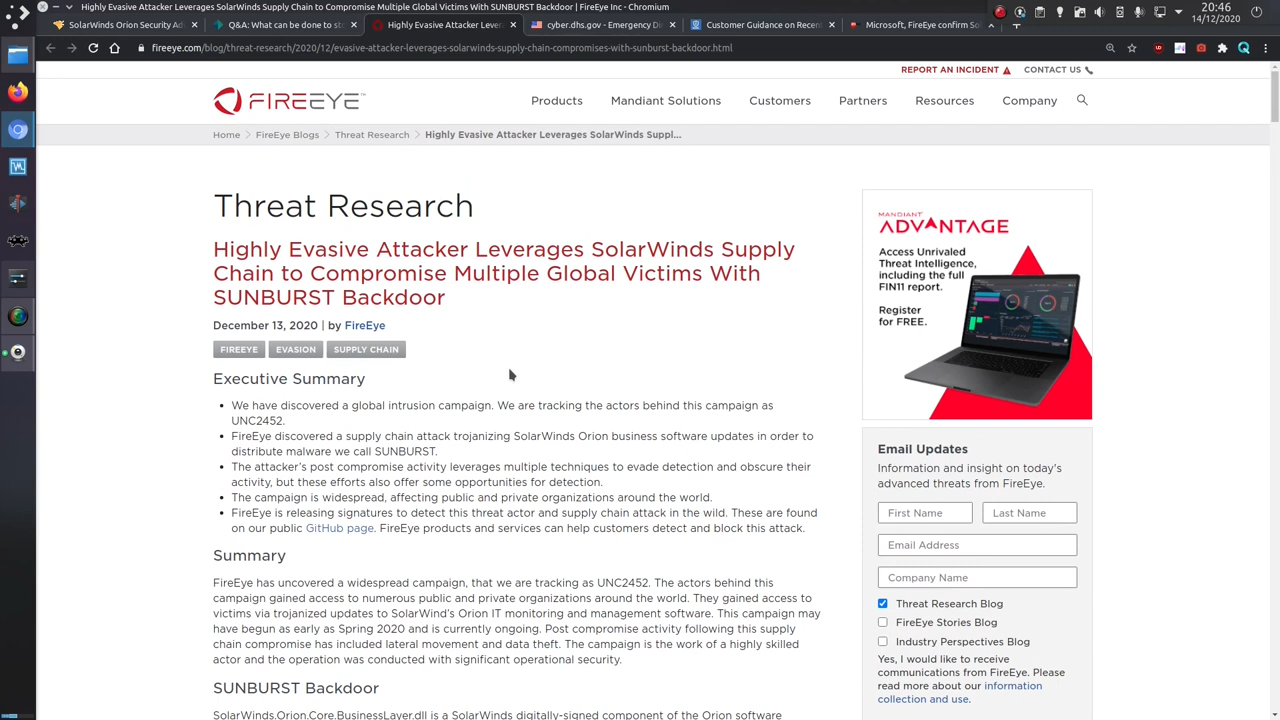 Highly Evasive Attacker Leverages SolarWinds Supply Chain to Compromise Multiple Global Victims With SUNBURST Backdoor | FireEye Inc - Chromium
20:46
14/12/2020
SolarWinds Orion Security Ad
Q&A: What can be done to st
Highly Evasive Attacker Lever
cyber.dhs.gov - Emergency Di
Customer Guidance on Recen
Microsoft, FireEye confirm So
fireeye.com/blog/threat-research/2020/12/evasive-attacker-leverages-solarwinds-supply-chain-compromises-with-sunburst-backdoor.html
REPORT AN INCIDENT
CONTACT US
FIREEYE™
Products
Mandiant Solutions
Customers
Partners
Resources
Company
Home
FireEye Blogs
Threat Research
Highly Evasive Attacker Leverages SolarWinds Suppl...
Threat Research
Highly Evasive Attacker Leverages SolarWinds Supply
Chain to Compromise Multiple Global Victims With
SUNBURST Backdoor
December 13, 2020 | by FireEye
FIREEYE
EVASION
SUPPLY CHAIN
Executive Summary
• We have discovered a global intrusion campaign. We are tracking the actors behind this campaign as
UNC2452.
• FireEye discovered a supply chain attack trojanizing SolarWinds Orion business software updates in order to
distribute malware we call SUNBURST.
• The attacker's post compromise activity leverages multiple techniques to evade detection and obscure their
activity, but these efforts also offer some opportunities for detection.
• The campaign is widespread, affecting public and private organizations around the world.
• FireEye is releasing signatures to detect this threat actor and supply chain attack in the wild. These are found
on our public GitHub page. FireEye products and services can help customers detect and block this attack.
Summary
FireEye has uncovered a widespread campaign, that we are tracking as UNC2452. The actors behind this
campaign gained access to numerous public and private organizations around the world. They gained access to
victims via trojanized updates to SolarWind's Orion IT monitoring and management software. This campaign may
have begun as early as Spring 2020 and is currently ongoing. Post compromise activity following this supply
chain compromise has included lateral movement and data theft. The campaign is the work of a highly skilled
actor and the operation was conducted with significant operational security.
SUNBURST Backdoor
SolarWinds.Orion.Core.BusinessLayer.dll is a SolarWinds digitally-signed component of the Orion software
MANDIANT
ADVANTAGE
Access Unrivaled
Threat Intelligence,
including the full
FIN11 report.
Register
for FREE.
Email Updates
Information and insight on today's
advanced threats from FireEye.
First Name
Last Name
Email Address
Company Name
Threat Research Blog
FireEye Stories Blog
Industry Perspectives Blog
Yes, I would like to receive
communications from FireEye. Please
read more about our information
collection and use.